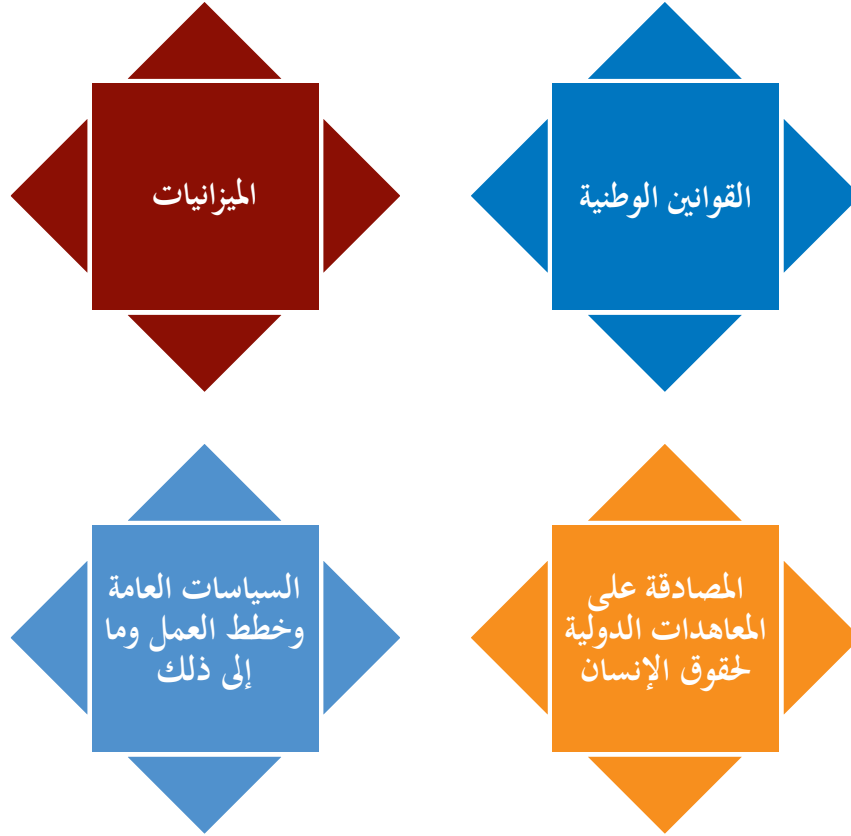 القوانين الوطنية
الميزانيات
المصادقة على
المعاهدات الدولية
لحقوق الإنسان
السياسات العامة
وخطط العمل وما
إلى ذلك